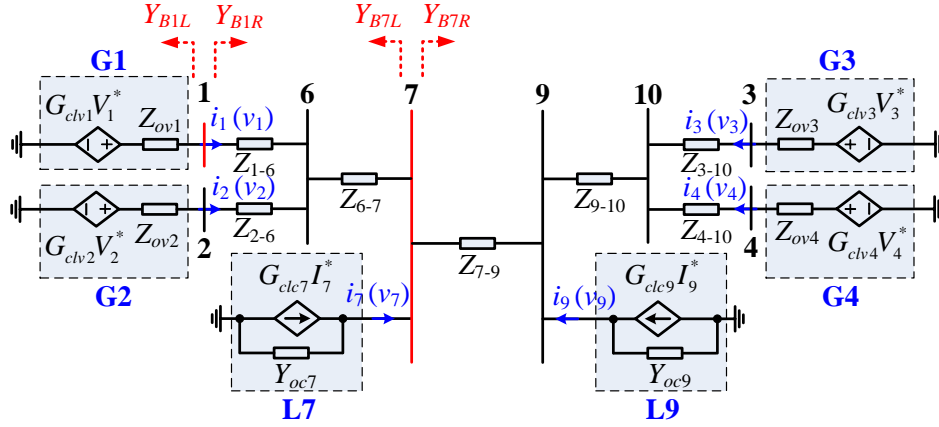 Y_{B1L} Y_{B1R} Y_{B7L} Y_{B7R}
G1 G3
1 6 7 9 10 3
G_{clv1}V_1^* Z_{ov1} i_1(v_1) i_3(v_3) Z_{ov3} G_{clv3}V_3^*
Z_{1-6} Z_{3-10}
i_2(v_2) Z_{6-7} Z_{9-10} i_4(v_4)
G_{clv2}V_2^* Z_{ov2} 2 Z_{2-6} Z_{4-10} 4 Z_{ov4} G_{clv4}V_4^*
Z_{7-9}
G2 G4
G_{clc7}I_7^* i_7(v_7) i_9(v_9) G_{clc9}I_9^*
Y_{oc7} Y_{oc9}
L7 L9